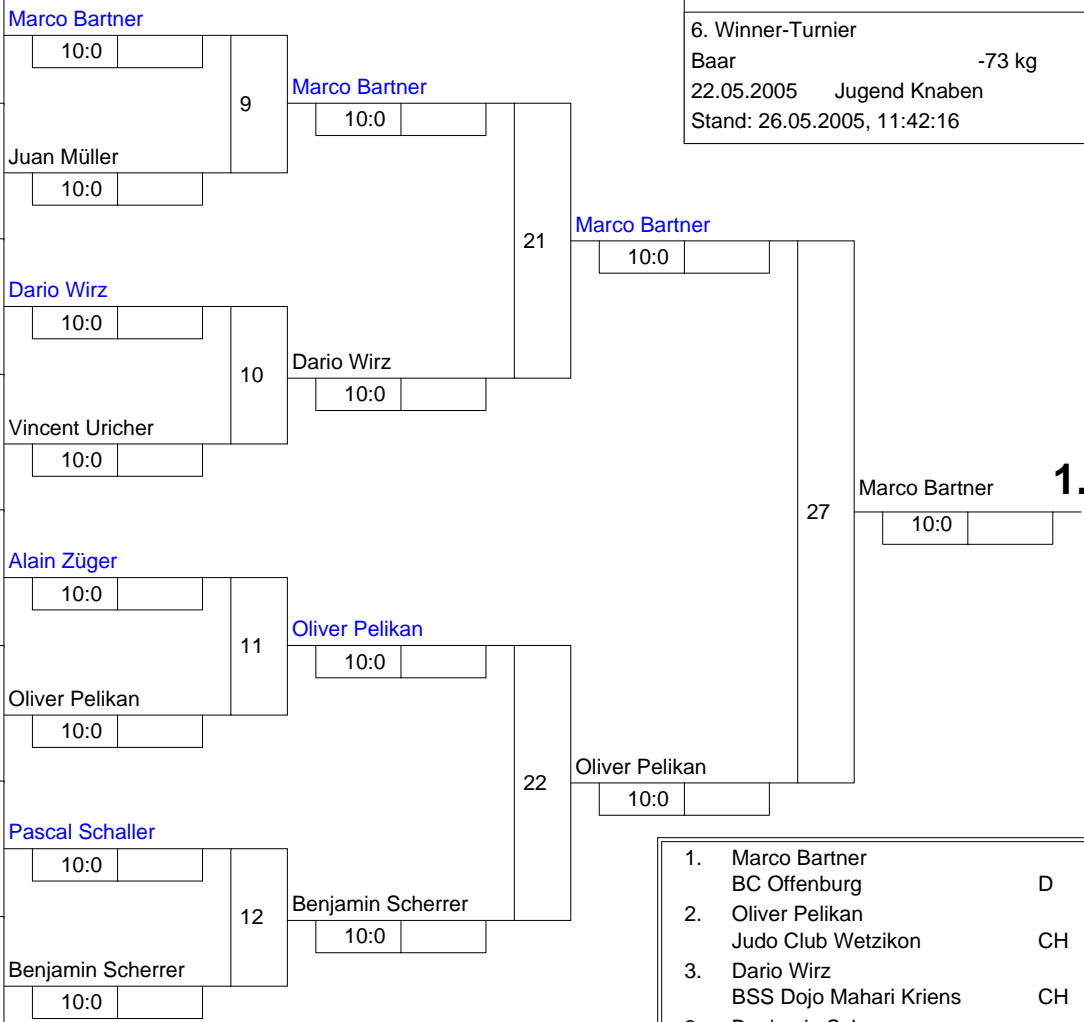 6. Winner-Turnier
Baar -73 kg
22.05.2005 Jugend Knaben
Stand: 26.05.2005, 11:42:16
Marco Bartner
10:0
9
Juan Müller
10:0
Dario Wirz
10:0
10
Vincent Uricher
10:0
Alain Züger
10:0
11
Oliver Pelikan
10:0
Pascal Schaller
10:0
12
Benjamin Scherrer
10:0
Marco Bartner
10:0
21
Dario Wirz
10:0
Oliver Pelikan
10:0
22
Benjamin Scherrer
10:0
Marco Bartner
10:0
27
Oliver Pelikan
10:0
Marco Bartner 1.
10:0
1. Marco Bartner
BC Offenburg D
2. Oliver Pelikan
Judo Club Wetzikon CH
3. Dario Wirz
BSS Dojo Mahari Kriens CH